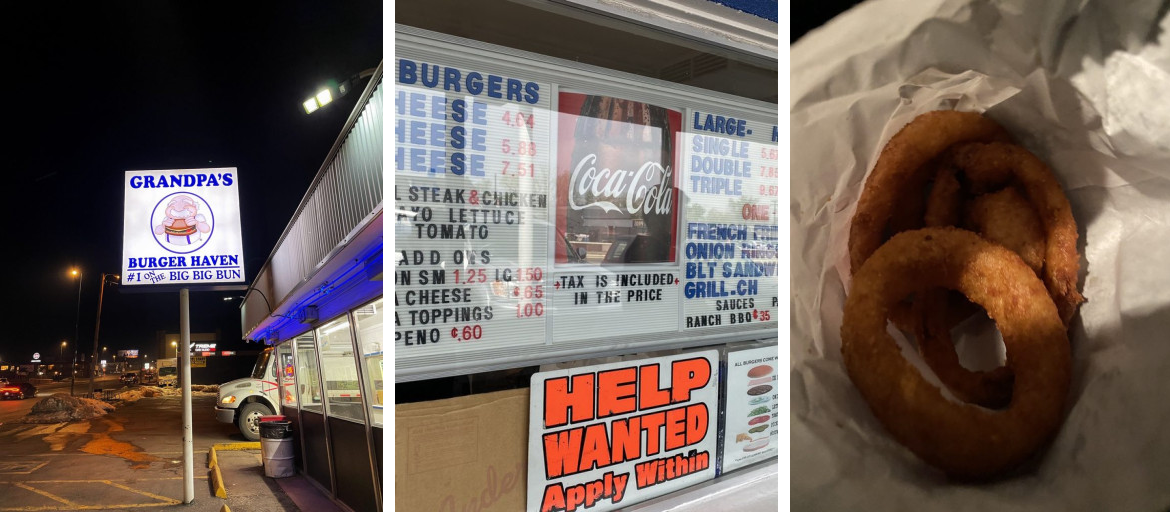 GRANDPA'S
BURGER HAVEN
#1 ON THE BIG BIG BUN
BURGERS
HEESE 4.64
HEESE 5.88
HEESE 7.51
STEAK & CHICKEN
AYO LETTUCE
TOMATO
ADD ONS
ON SM 1.25 LG 1.50
A CHEESE .65
A TOPPINGS 1.00
PENO ¢.60
Coca-Cola
TAX IS INCLUDED
IN THE PRICE
LARGE-
SINGLE
DOUBLE
TRIPLE
ONE
FRENCH
ONION RINGS
BLT SANDW
GRILL.CH
SAUCES
RANCH BBQ ¢35
HELP
WANTED
Apply Within
ALL BURGERS COME W